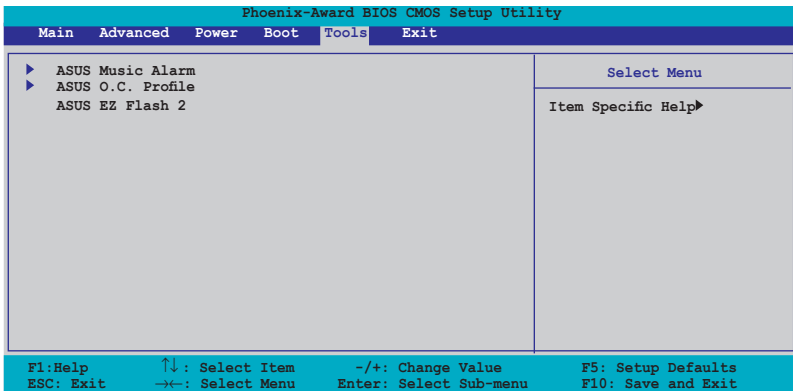 Phoenix-Award BIOS CMOS Setup Utility
Main Advanced Power Boot Tools Exit
ASUS Music Alarm
ASUS O.C. Profile
ASUS EZ Flash 2
Select Menu
Item Specific Help
F1:Help ↑↓: Select Item -/+: Change Value F5: Setup Defaults
ESC: Exit →←: Select Menu Enter: Select Sub-menu F10: Save and Exit